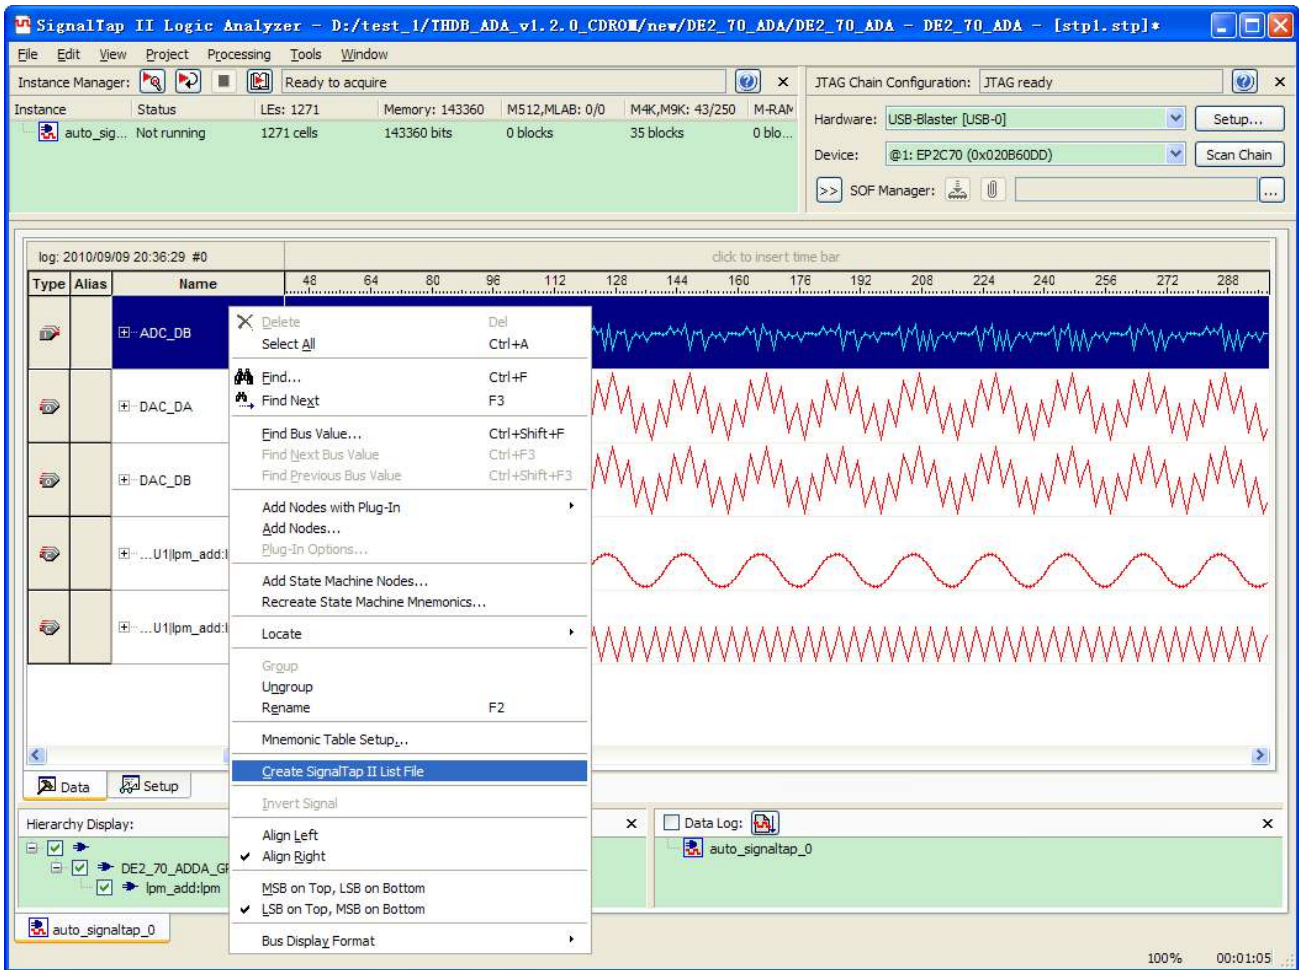 SignalTap II Logic Analyzer - D:/test_1/THDB_ADA_v1.2.0_CDROM/new/DE2_70_ADA/DE2_70_ADA - DE2_70_ADA - [stp1.stp]*
File Edit View Project Processing Tools Window
Instance Manager: Ready to acquire
JTAG Chain Configuration: JTAG ready
Instance Status LEs: 1271 Memory: 143360 M512,MLAB: 0/0 M4K,M9K: 43/250 M-RAM
auto_sig... Not running 1271 cells 143360 bits 0 blocks 35 blocks 0 blo...
Hardware: USB-Blaster [USB-0] Setup...
Device: @1: EP2C70 (0x020B60DD) Scan Chain
>> SOF Manager: ...
log: 2010/09/09 20:36:29 #0 click to insert time bar
Type Alias Name 48 64 80 96 112 128 144 160 176 192 208 224 240 256 272 288
ADC_DB
DAC_DA
DAC_DB
...U1|lpm_add:l
...U1|lpm_add:l
Delete Del
Select All Ctrl+A
Find... Ctrl+F
Find Next F3
Find Bus Value... Ctrl+Shift+F
Find Next Bus Value Ctrl+F3
Find Previous Bus Value Ctrl+Shift+F3
Add Nodes with Plug-In
Add Nodes...
Plug-In Options...
Add State Machine Nodes...
Recreate State Machine Mnemonics...
Locate
Group
Ungroup
Rename F2
Mnemonic Table Setup...
Create SignalTap II List File
Invert Signal
Align Left
Align Right
MSB on Top, LSB on Bottom
LSB on Top, MSB on Bottom
Bus Display Format
Data Setup
Hierarchy Display:
DE2_70_ADDA_GP
lpm_add:lpm
Data Log:
auto_signaltap_0
auto_signaltap_0
100% 00:01:05